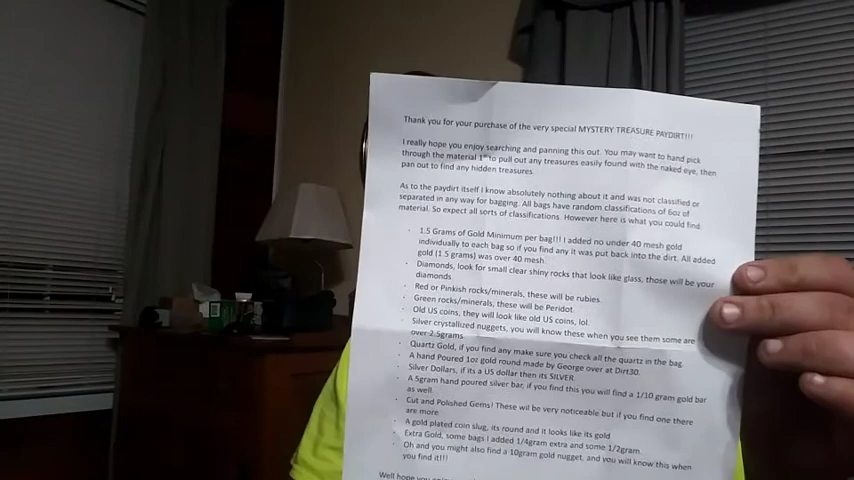 Thank you for your purchase of the very special MYSTERY TREASURE PAYDIRT!!!
I really hope you enjoy searching and panning this out. You may want to hand pick
through the material 1st to pull out any treasures easily found with the naked eye, then
pan out to find any hidden treasures.
As to the paydirt itself I know absolutely nothing about it and was not classified or
separated in any way for bagging. All bags have random classifications of 6oz of
material. So expect all sorts of classifications. However here is what you could find
· 1.5 Grams of Gold Minimum per bag!!! I added no under 40 mesh gold
individually to each bag so if you find any it was put back into the dirt. All added
gold (1.5 grams) was over 40 mesh.
· Diamonds, look for small clear shiny rocks that look like glass, those will be your
diamonds.
· Red or Pinkish rocks/minerals, these will be rubies.
· Green rocks/minerals, these will be Peridot.
· Old US coins, they will look like old US coins, lol.
· Silver crystallized nuggets, you will know these when you see them some are
over 2.5grams.
· Quartz Gold, if you find any make sure you check all the quartz in the bag.
· A hand Poured 1oz gold round made by George over at Dirt30.
· Silver Dollars, if its a US dollar then its SILVER.
· A 5gram hand poured silver bar, if you find this you will find a 1/10 gram gold bar
as well.
· Cut and Polished Gems! These wil be very noticeable but if you find one there
are more.
· A gold plated coin slug, its round and it looks like its gold
· Extra Gold, some bags I added 1/4gram extra and some 1/2gram.
· Oh and you might also find a 10gram gold nugget, and you will know this when
you find it!!!
Well hope you